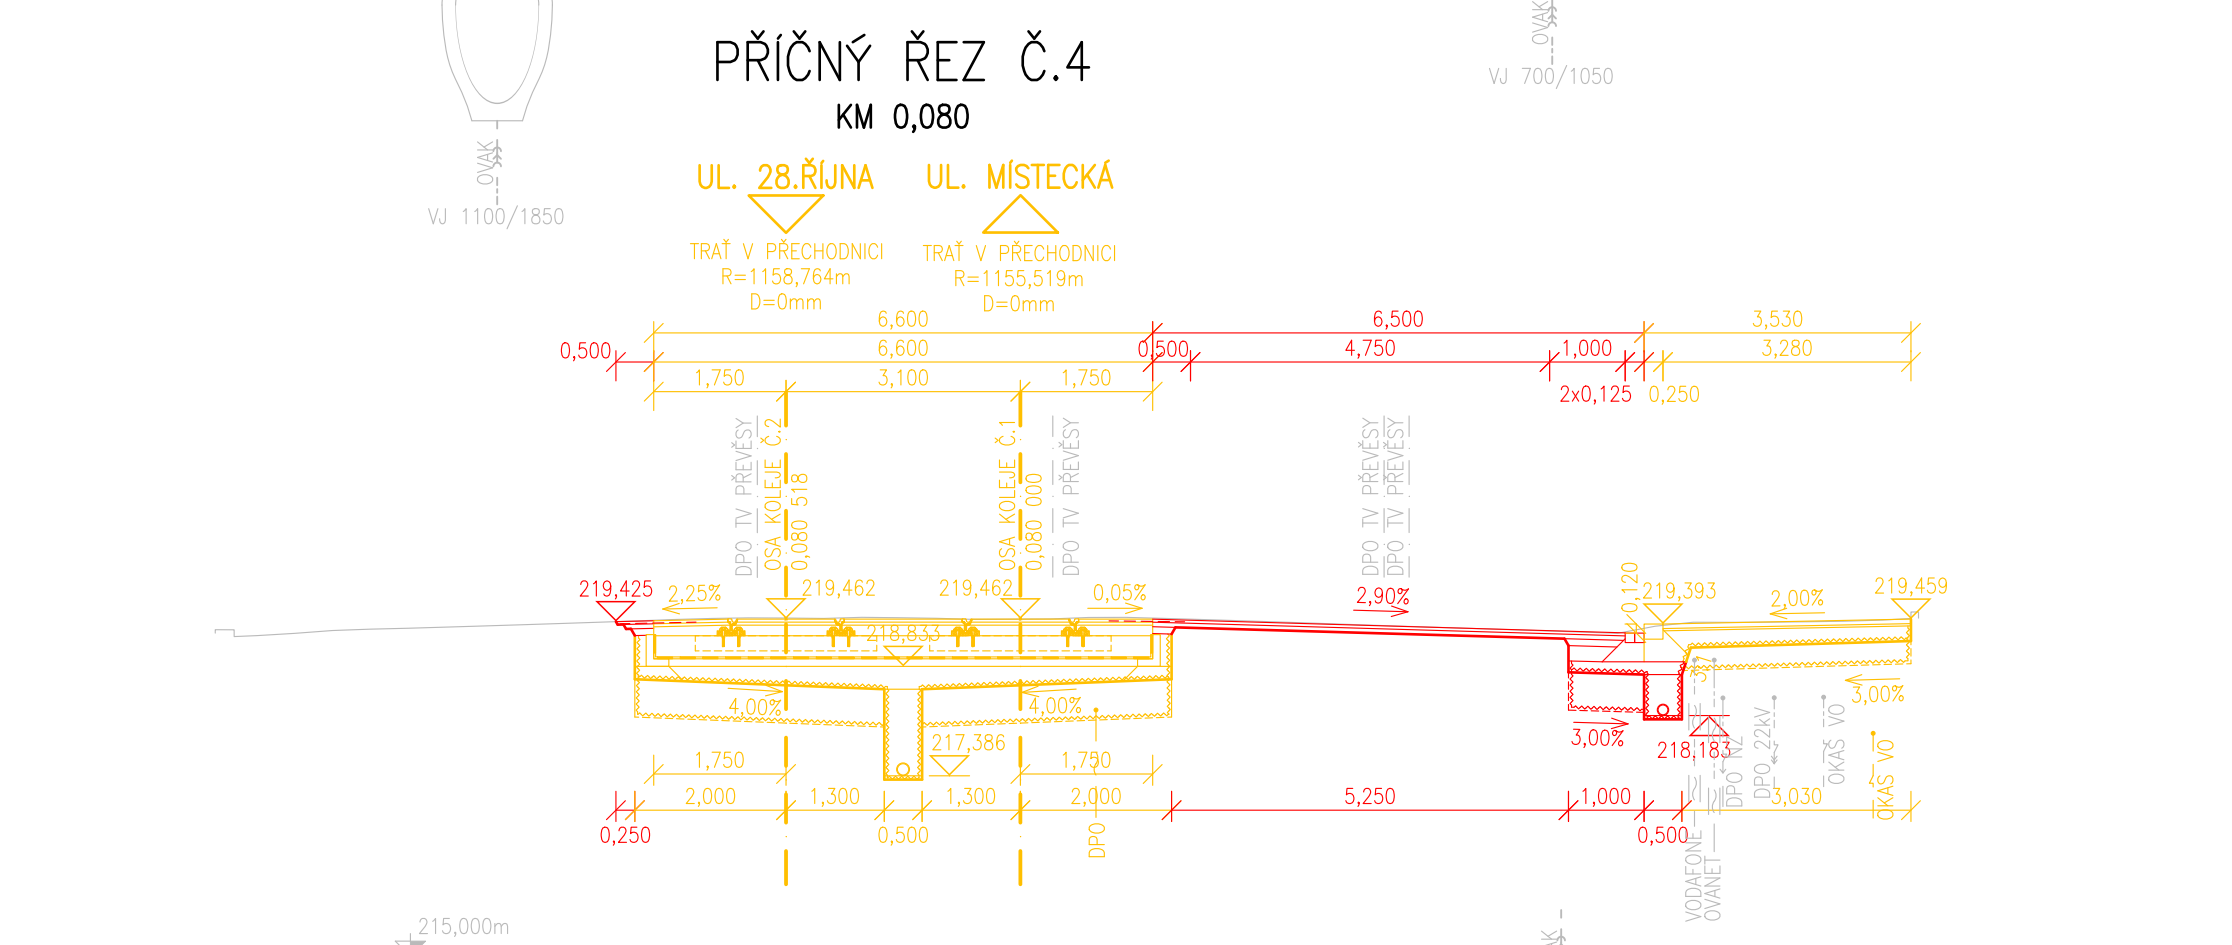 OVAK
VJ 1100/1850
OVAK
VJ 700/1050
PŘÍČNÝ ŘEZ Č.4
KM 0,080
UL. 28.ŘÍJNA
UL. MÍSTECKÁ
TRAŤ V PŘECHODNICI
R=1158,764m
D=0mm
TRAŤ V PŘECHODNICI
R=1155,519m
D=0mm
6,600
6,500
3,530
0,500
6,600
0,500
4,750
1,000
3,280
1,750
3,100
1,750
2x0,125
0,250
DPO TV PŘEVĚSY
OSA KOLEJE Č.2
0,080 518
OSA KOLEJE Č.1
0,080 000
DPO TV PŘEVĚSY
DPO TV PŘEVĚSY
DPO TV PŘEVĚSY
219,425
2,25%
219,462
219,462
0,05%
2,90%
0,120
219,393
2,00%
219,459
218,833
4,00%
4,00%
3,00%
3,00%
217,386
218,183
1,750
1,750
2,000
1,300
1,300
2,000
5,250
1,000
3,030
0,250
0,500
0,500
DPO
VODAFONE
OVANET
DPO NZ
DPO 22kV
OKAS VO
OKAS VO
215,000m